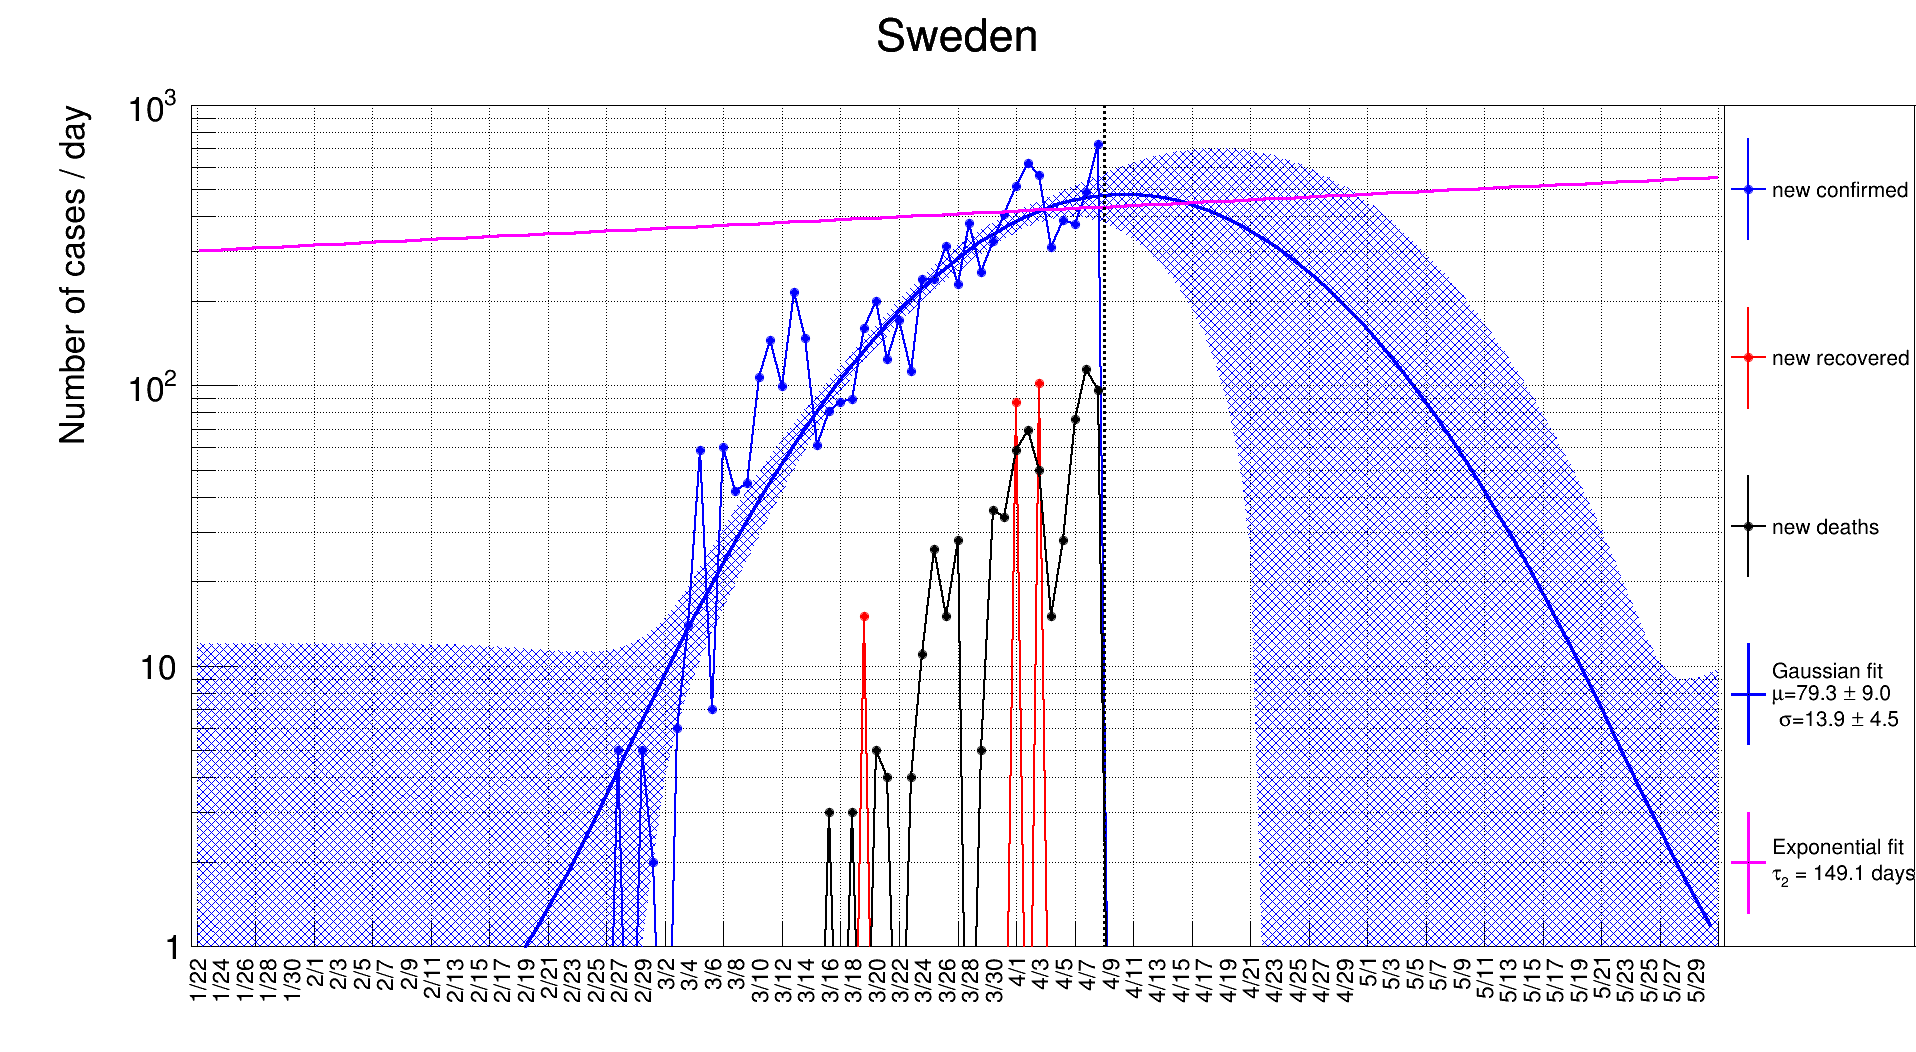 Sweden
Number of cases / day
10³
10²
10
1
1/22 1/24 1/26 1/28 1/30 2/1 2/3 2/5 2/7 2/9 2/11 2/13 2/15 2/17 2/19 2/21 2/23 2/25 2/27 2/29 3/2 3/4 3/6 3/8 3/10 3/12 3/14 3/16 3/18 3/20 3/22 3/24 3/26 3/28 3/30 4/1 4/3 4/5 4/7 4/9 4/11 4/13 4/15 4/17 4/19 4/21 4/23 4/25 4/27 4/29 5/1 5/3 5/5 5/7 5/9 5/11 5/13 5/15 5/17 5/19 5/21 5/23 5/25 5/27 5/29
new confirmed
new recovered
new deaths
Gaussian fit
μ=79.3 ± 9.0
σ=13.9 ± 4.5
Exponential fit
τ₂ = 149.1 days